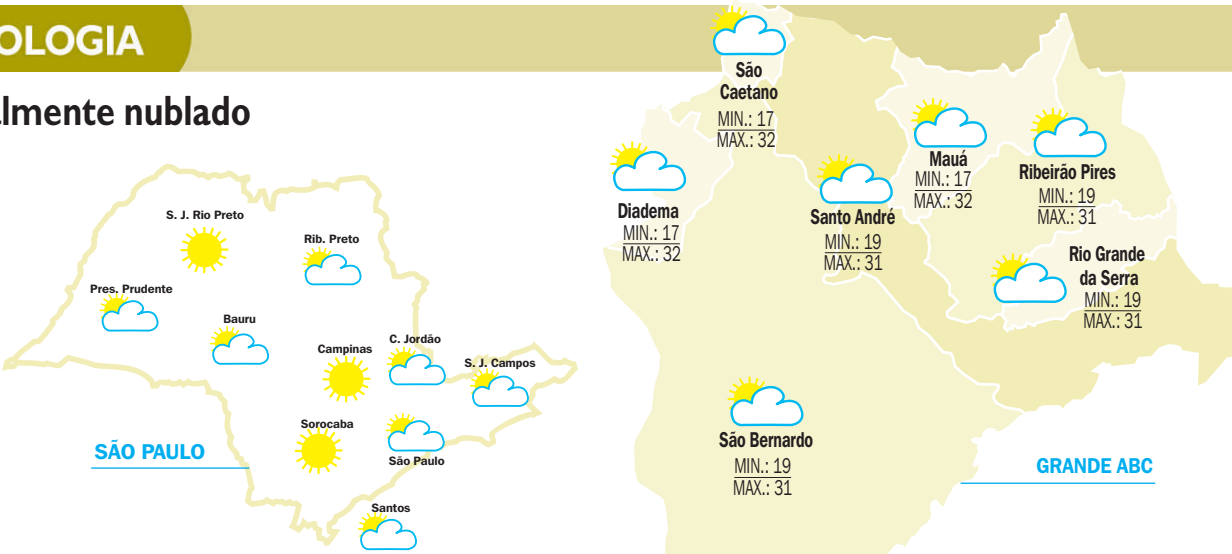 OLOGIA
almente nublado
S. J. Rio Preto
Rib. Preto
Pres. Prudente
Bauru
Campinas
C. Jordão
S. J. Campos
Sorocaba
São Paulo
Santos
SÃO PAULO
São
Caetano
MIN.: 17
MAX.: 32
Diadema
MIN.: 17
MAX.: 32
Santo André
MIN.: 19
MAX.: 31
Mauá
MIN.: 17
MAX.: 32
Ribeirão Pires
MIN.: 19
MAX.: 31
Rio Grande
da Serra
MIN.: 19
MAX.: 31
São Bernardo
MIN.: 19
MAX.: 31
GRANDE ABC